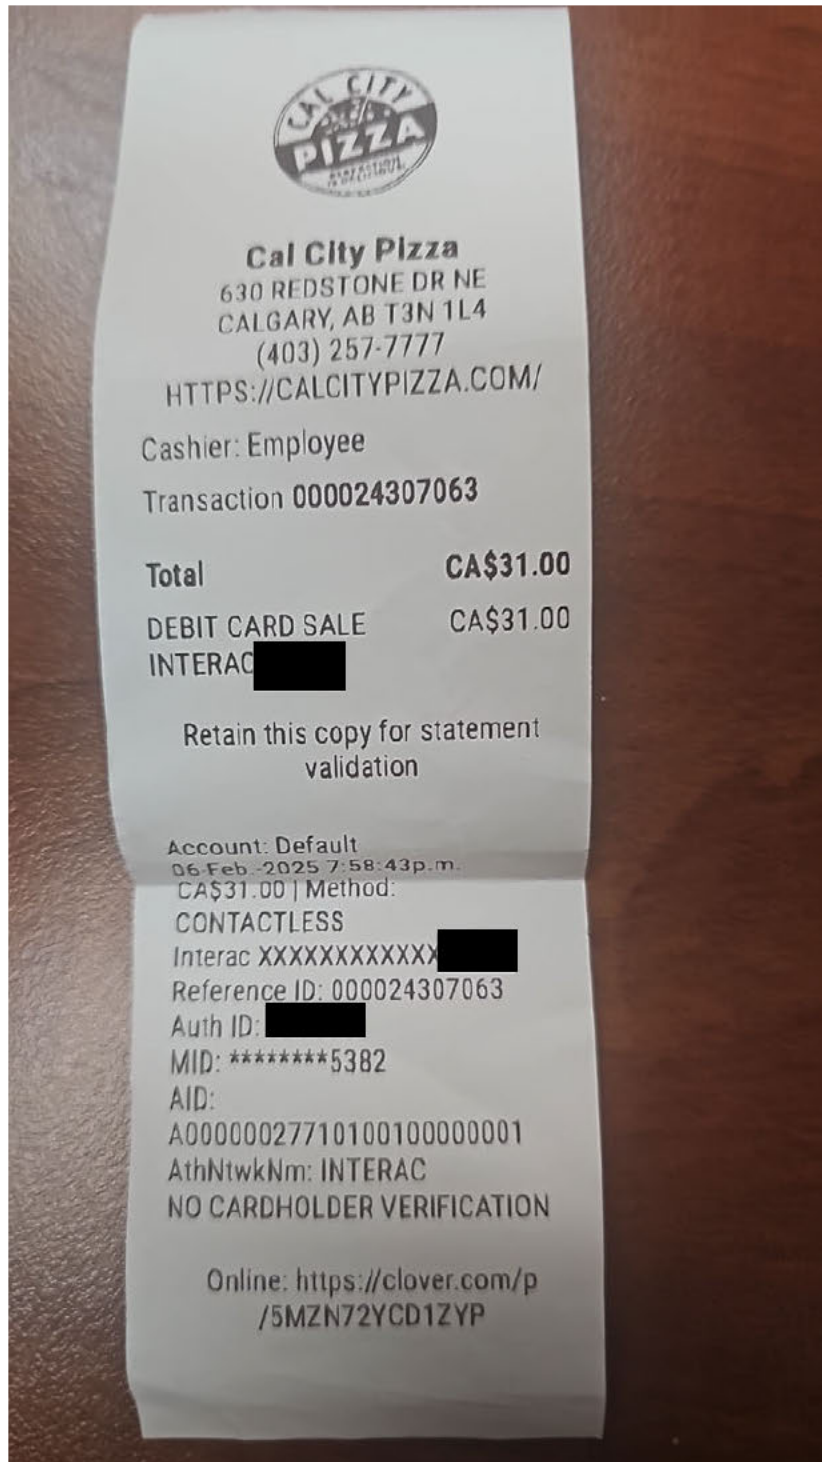 CAL CITY
PIZZA
Cal City Pizza
630 REDSTONE DR NE
CALGARY, AB T3N 1L4
(403) 257-7777
HTTPS://CALCITYPIZZA.COM/
Cashier: Employee
Transaction 000024307063
Total CA$31.00
DEBIT CARD SALE CA$31.00
INTERAC
Retain this copy for statement
validation
Account: Default
06-Feb.-2025 7:58:43p.m.
CA$31.00 | Method:
CONTACTLESS
Interac XXXXXXXXXXXX
Reference ID: 000024307063
Auth ID:
MID: ********5382
AID:
A00000027710100100000001
AthNtwkNm: INTERAC
NO CARDHOLDER VERIFICATION
Online: https://clover.com/p
/5MZN72YCD1ZYP